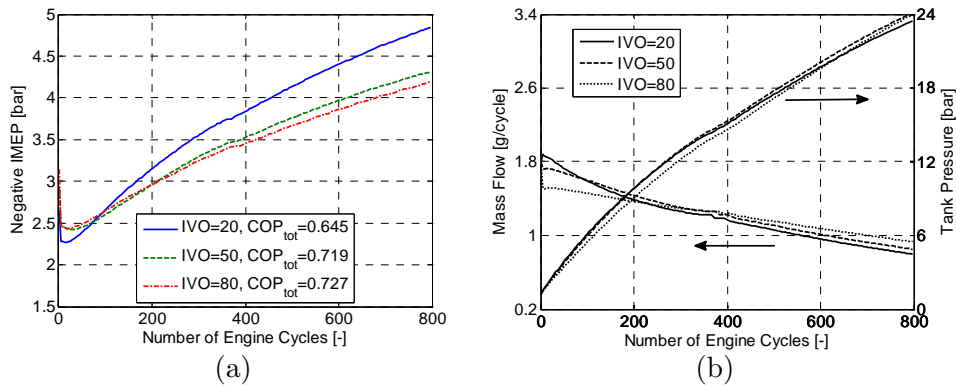 5
4.5
4
3.5
3
2.5
2
1.5
Negative IMEP [bar]
IVO=20, COPtot=0.645
IVO=50, COPtot=0.719
IVO=80, COPtot=0.727
0 200 400 600 800
Number of Engine Cycles [-]
(a)
3.4
2.6
1.8
1
0.2
Mass Flow [g/cycle]
IVO=20
IVO=50
IVO=80
24
18
12
6
0
Tank Pressure [bar]
0 200 400 600 800
Number of Engine Cycles [-]
(b)